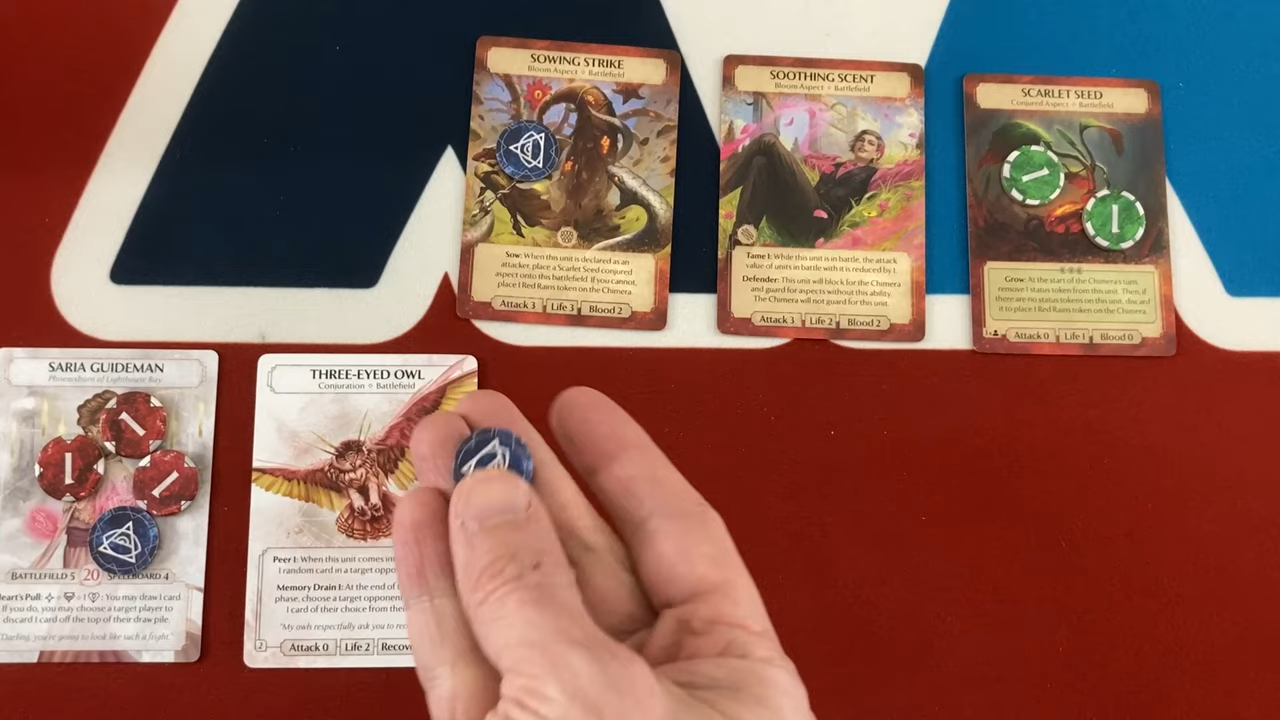 SOWING STRIKE
Bloom Aspect Battlefield
Sow: When this unit is declared as an
attacker, place a Scarlet Seed conjured
aspect onto this battlefield. If you cannot,
place 1 Red Rains token on the Chimera.
Attack 3 Life 3 Blood 2
SOOTHING SCENT
Bloom Aspect Battlefield
Tame 1: While this unit is in battle, the attack
value of units in battle with it is reduced by 1.
Defender: This unit will block for the Chimera
and guard for aspects without this ability.
The Chimera will not guard for this unit.
Attack 3 Life 2 Blood 2
SCARLET SEED
Conjured Aspect Battlefield
1
1
Grow: At the start of the Chimera's turn,
remove 1 status token from this unit. Then, if
there are no status tokens on this unit, discard
it to place 1 Red Rains token on the Chimera.
Attack 0 Life 1 Blood 0
SARIA GUIDEMAN
Phoenixborn of Lighthouse Bay
1
1
1
BATTLEFIELD 5 20 SPELLBOARD 4
eart's Pull: You may draw 1 card.
If you do, you may choose a target player to
discard 1 card off the top of their draw pile.
"Darling, you're going to look like such a fright."
THREE-EYED OWL
Conjuration Battlefield
Peer 1: When this unit comes in
1 random card in a target oppo
Memory Drain 1: At the end of
phase, choose a target opponent
1 card of their choice from thei
"My owls respectfully ask you to
2
Attack 0 Life 2 Recov